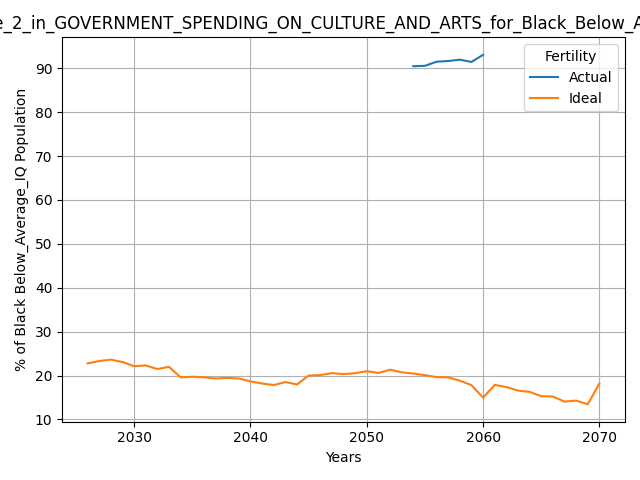 e_2_in_GOVERNMENT_SPENDING_ON_CULTURE_AND_ARTS_for_Black_Below_A
Fertility
Actual
Ideal
% of Black Below_Average_IQ Population
90
80
70
60
50
40
30
20
10
2030 2040 2050 2060 2070
Years